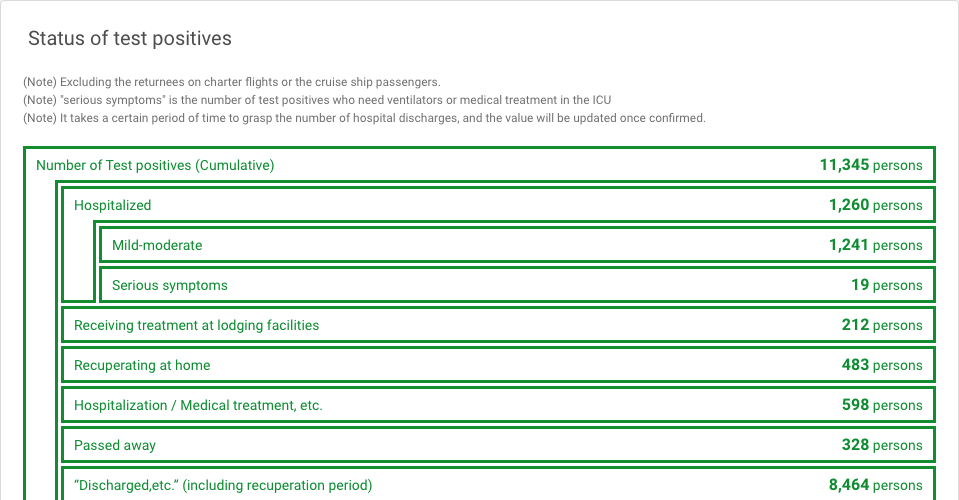 Status of test positives
(Note) Excluding the returnees on charter flights or the cruise ship passengers.
(Note) "serious symptoms" is the number of test positives who need ventilators or medical treatment in the ICU
(Note) It takes a certain period of time to grasp the number of hospital discharges, and the value will be updated once confirmed.
Number of Test positives (Cumulative) 11,345 persons
Hospitalized 1,260 persons
Mild-moderate 1,241 persons
Serious symptoms 19 persons
Receiving treatment at lodging facilities 212 persons
Recuperating at home 483 persons
Hospitalization / Medical treatment, etc. 598 persons
Passed away 328 persons
“Discharged,etc.” (including recuperation period) 8,464 persons